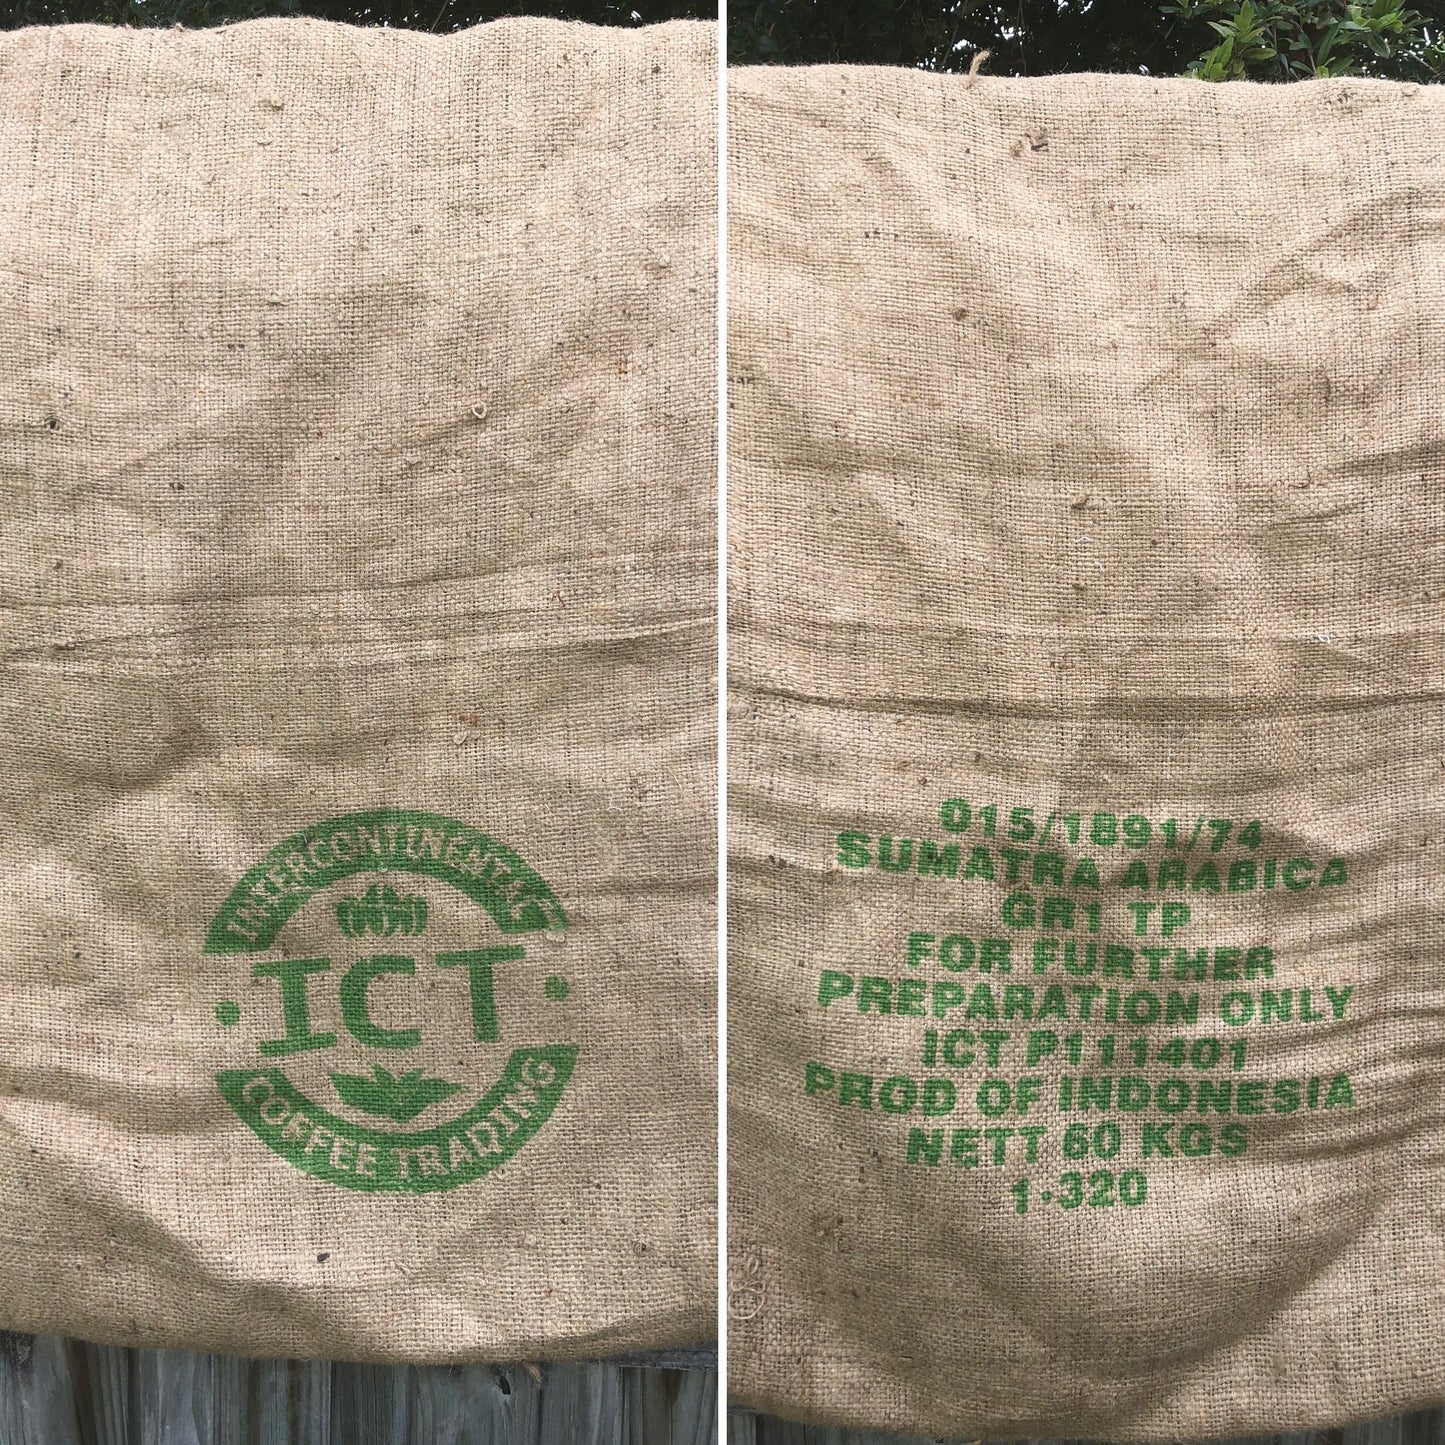 INTERCONTINENTAL
ICT
COFFEE TRADING
015/1891/74
SUMATRA ARABICA
GR1 TP
FOR FURTHER
PREPARATION ONLY
ICT P111401
PROD OF INDONESIA
NETT 60 KGS
1-320